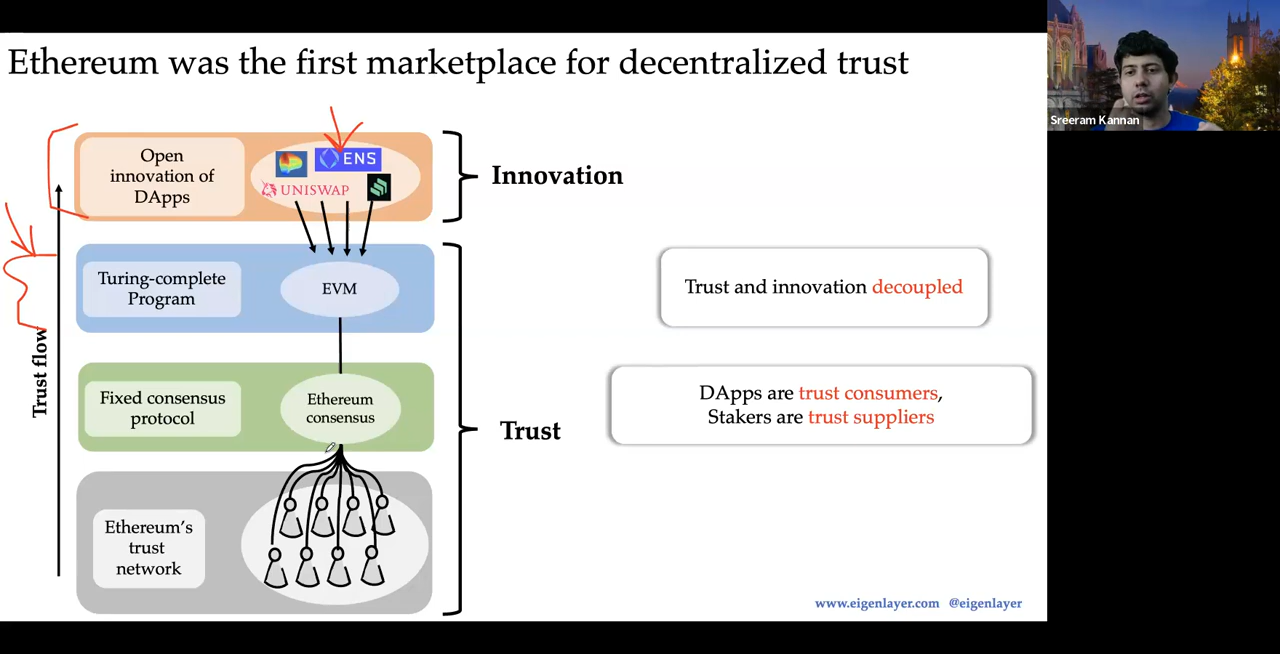 Ethereum was the first marketplace for decentralized trust
Sreeram Kannan
Open
innovation of
DApps
ENS
UNISWAP
Innovation
Turing-complete
Program
EVM
Trust and innovation decoupled
Trust flow
Fixed consensus
protocol
Ethereum
consensus
DApps are trust consumers,
Stakers are trust suppliers
Trust
Ethereum's
trust
network
www.eigenlayer.com @eigenlayer